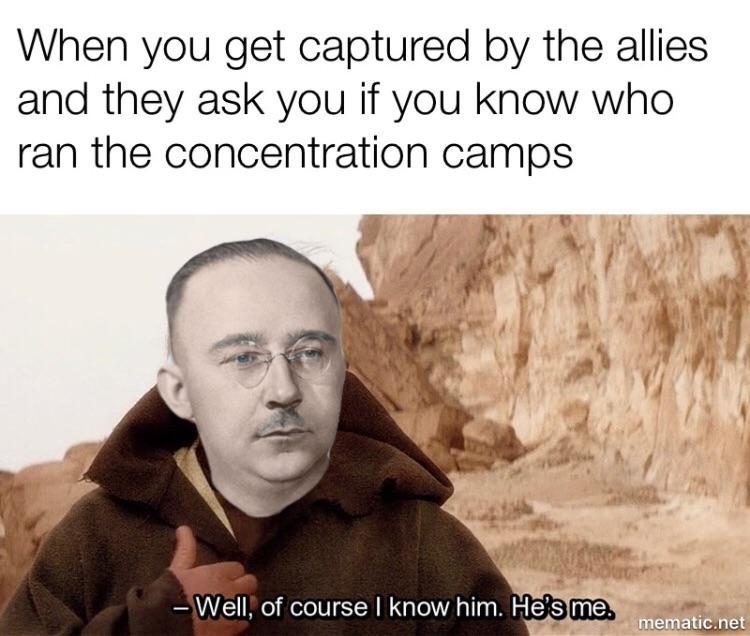 When you get captured by the allies
and they ask you if you know who
ran the concentration camps
– Well, of course I know him. He's me.
mematic.net